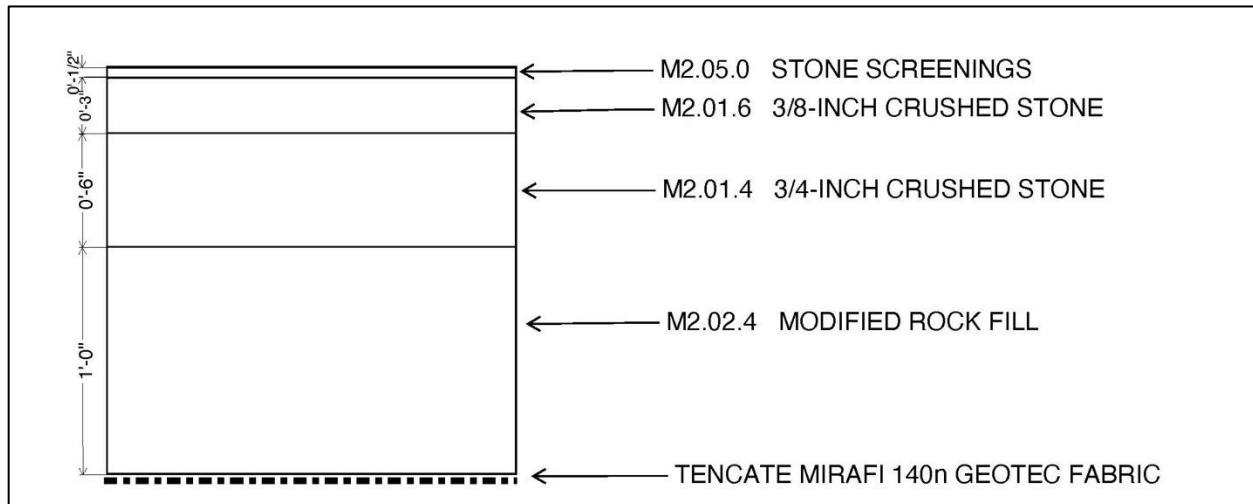 0'-1/2"
M2.05.0 STONE SCREENINGS
0'-3"
M2.01.6 3/8-INCH CRUSHED STONE
0'-6"
M2.01.4 3/4-INCH CRUSHED STONE
1'-0"
M2.02.4 MODIFIED ROCK FILL
TENCATE MIRAFI 140n GEOTEC FABRIC